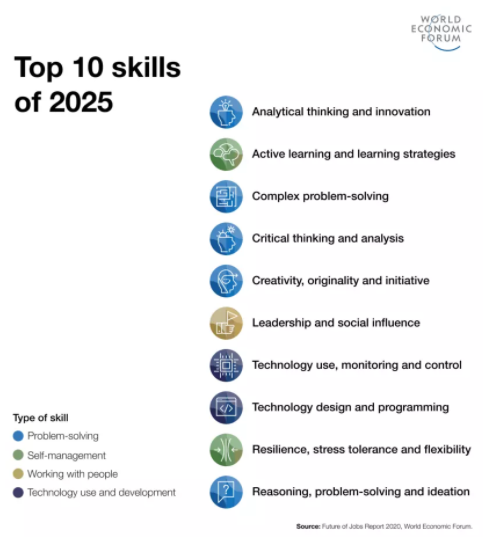 WORLD
ECONOMIC
FORUM
Top 10 skills
of 2025
Analytical thinking and innovation
Active learning and learning strategies
Complex problem-solving
Critical thinking and analysis
Creativity, originality and initiative
Leadership and social influence
Technology use, monitoring and control
Technology design and programming
Resilience, stress tolerance and flexibility
Reasoning, problem-solving and ideation
Type of skill
Problem-solving
Self-management
Working with people
Technology use and development
Source: Future of Jobs Report 2020, World Economic Forum.